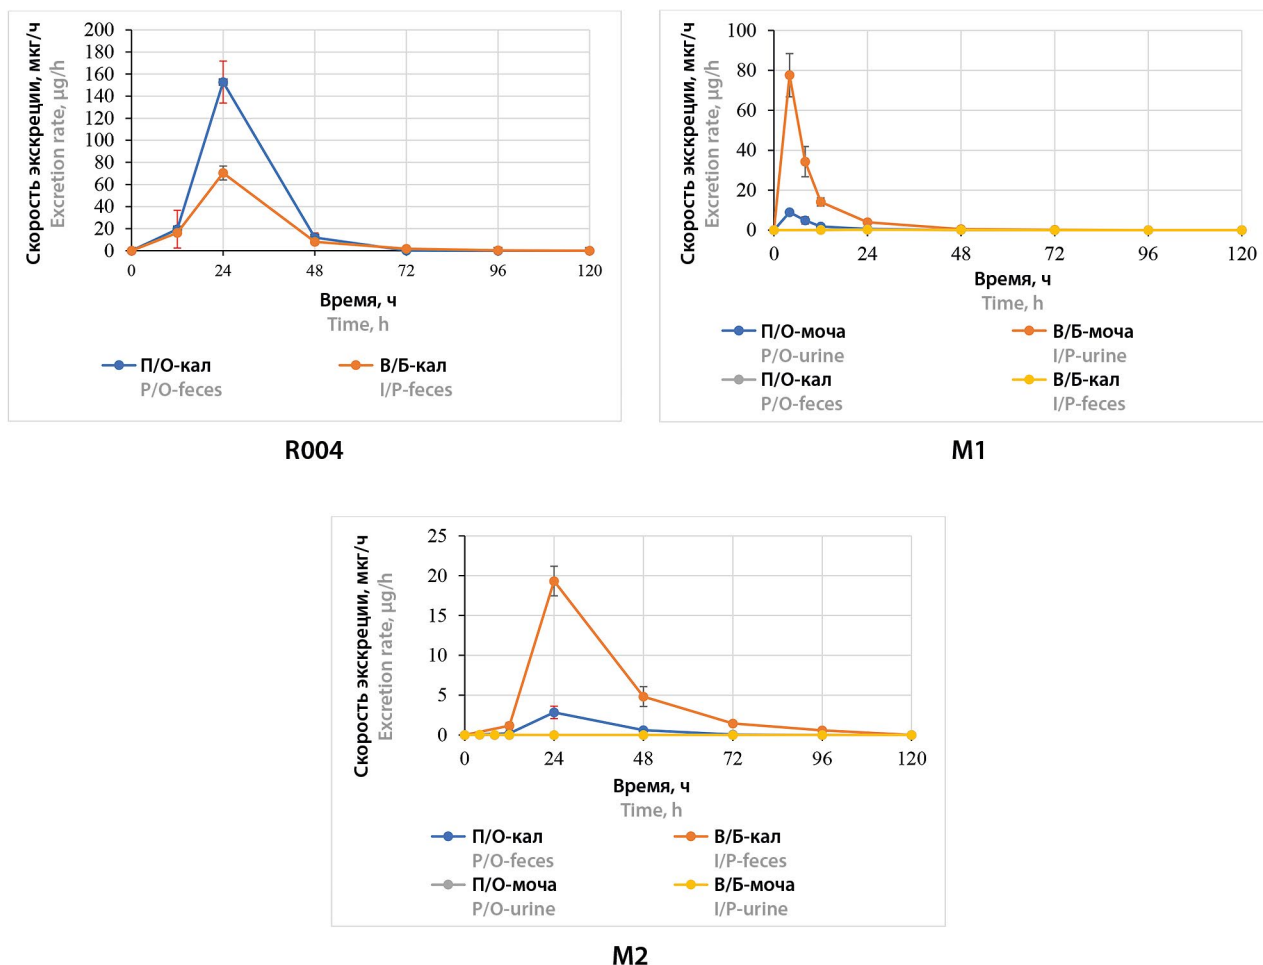 Скорость экскреции, мкг/ч
Excretion rate, µg/h
200
180
160
140
120
100
80
60
40
20
0
0 24 48 72 96 120
Время, ч
Time, h
П/О-кал В/Б-кал
P/O-feces I/P-feces
R004
Скорость экскреции, мкг/ч
Excretion rate, µg/h
100
80
60
40
20
0
0 24 48 72 96 120
Время, ч
Time, h
П/О-моча В/Б-моча
P/O-urine I/P-urine
П/О-кал В/Б-кал
P/O-feces I/P-feces
M1
Скорость экскреции, мкг/ч
Excretion rate, µg/h
25
20
15
10
5
0
0 24 48 72 96 120
Время, ч
Time, h
П/О-кал В/Б-кал
P/O-feces I/P-feces
П/О-моча В/Б-моча
P/O-urine I/P-urine
M2